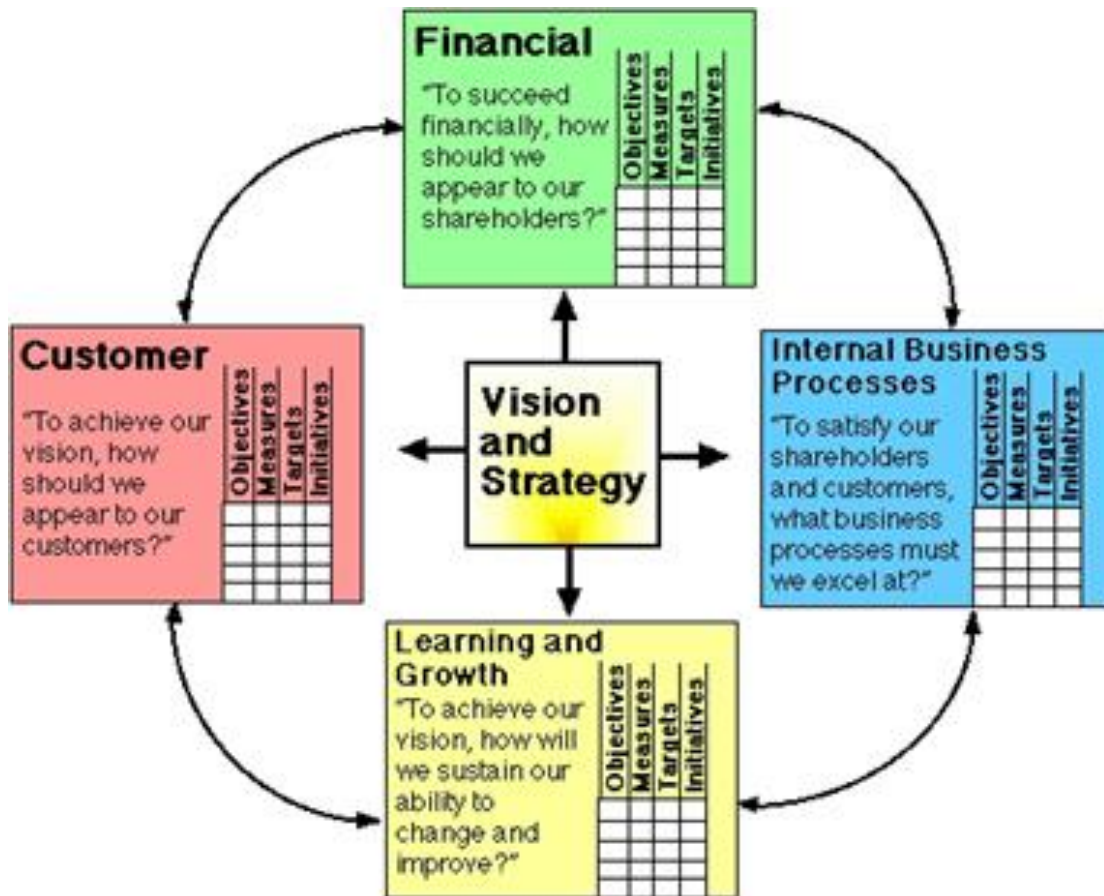 Financial
"To succeed
financially, how
should we
appear to our
shareholders?"
Objectives
Measures
Targets
Initiatives
Customer
"To achieve our
vision, how
should we
appear to our
customers?"
Objectives
Measures
Targets
Initiatives
Vision
and
Strategy
Internal Business
Processes
"To satisfy our
shareholders
and customers,
what business
processes must
we excel at?"
Objectives
Measures
Targets
Initiatives
Learning and
Growth
"To achieve our
vision, how will
we sustain our
ability to
change and
improve?"
Objectives
Measures
Targets
Initiatives